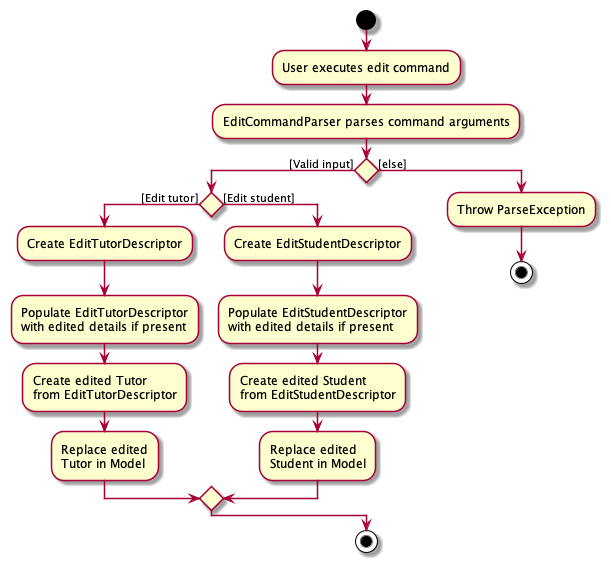 User executes edit command
EditCommandParser parses command arguments
[Valid input]
[else]
[Edit tutor]
[Edit student]
Throw ParseException
Create EditTutorDescriptor
Create EditStudentDescriptor
Populate EditTutorDescriptor
with edited details if present
Populate EditStudentDescriptor
with edited details if present
Create edited Tutor
from EditTutorDescriptor
Create edited Student
from EditStudentDescriptor
Replace edited
Tutor in Model
Replace edited
Student in Model